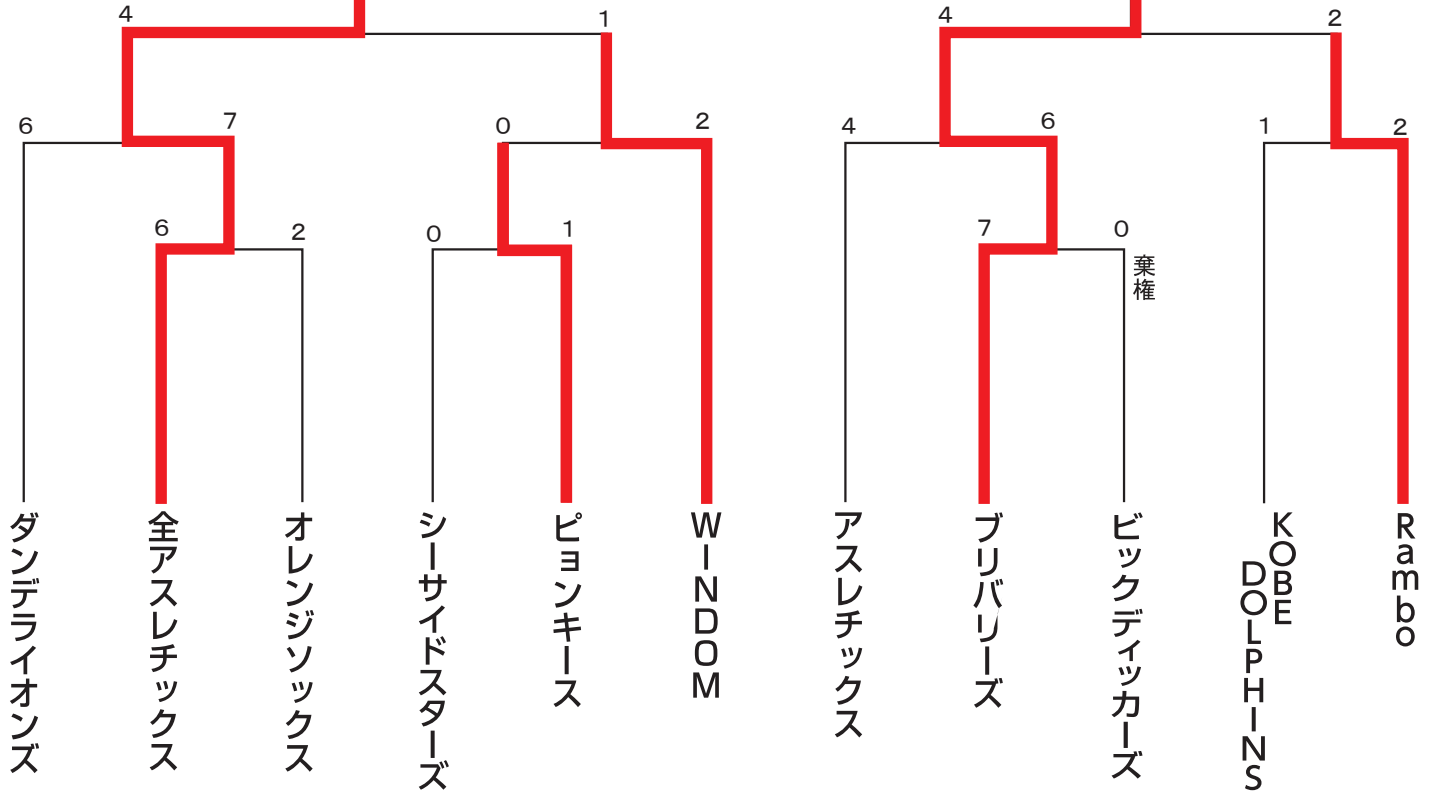 4 1 4 2
6 7 0 2 4 6 1 2
6 2 0 1 7 0
棄権
ダンデライオンズ
全アスレチックス
オレンジソックス
シーサイドスターズ
ピョンキース
WINDOM
アスレチックス
ブリバリーズ
ビックディッカーズ
KOBE
DOLPHINS
Rambo